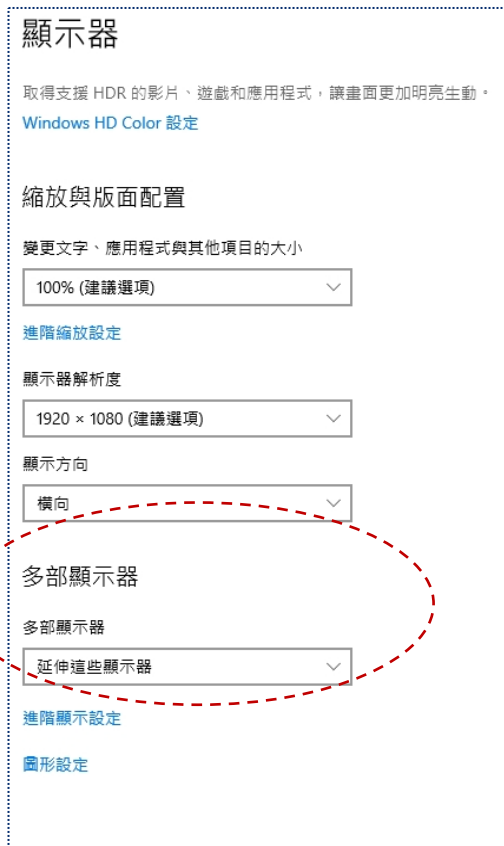 顯示器
取得支援 HDR 的影片、遊戲和應用程式，讓畫面更加明亮生動。
Windows HD Color 設定
縮放與版面配置
變更文字、應用程式與其他項目的大小
100% (建議選項)
進階縮放設定
顯示器解析度
1920 × 1080 (建議選項)
顯示方向
橫向
多部顯示器
多部顯示器
延伸這些顯示器
進階顯示設定
圖形設定